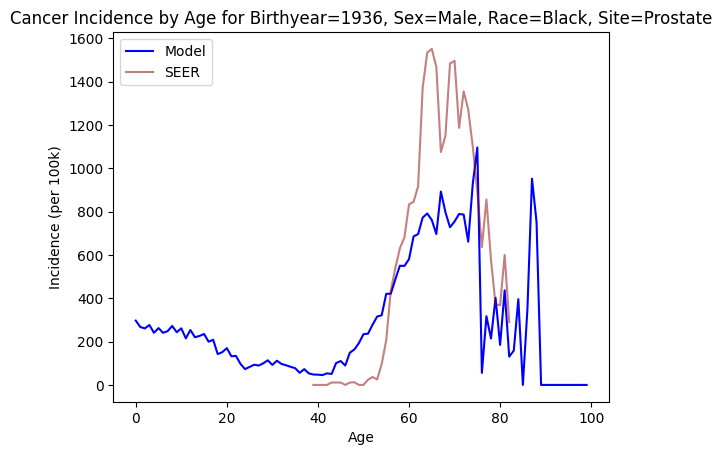 Cancer Incidence by Age for Birthyear=1936, Sex=Male, Race=Black, Site=Prostate
Model
SEER
Incidence (per 100k)
1600
1400
1200
1000
800
600
400
200
0
0 20 40 60 80 100
Age